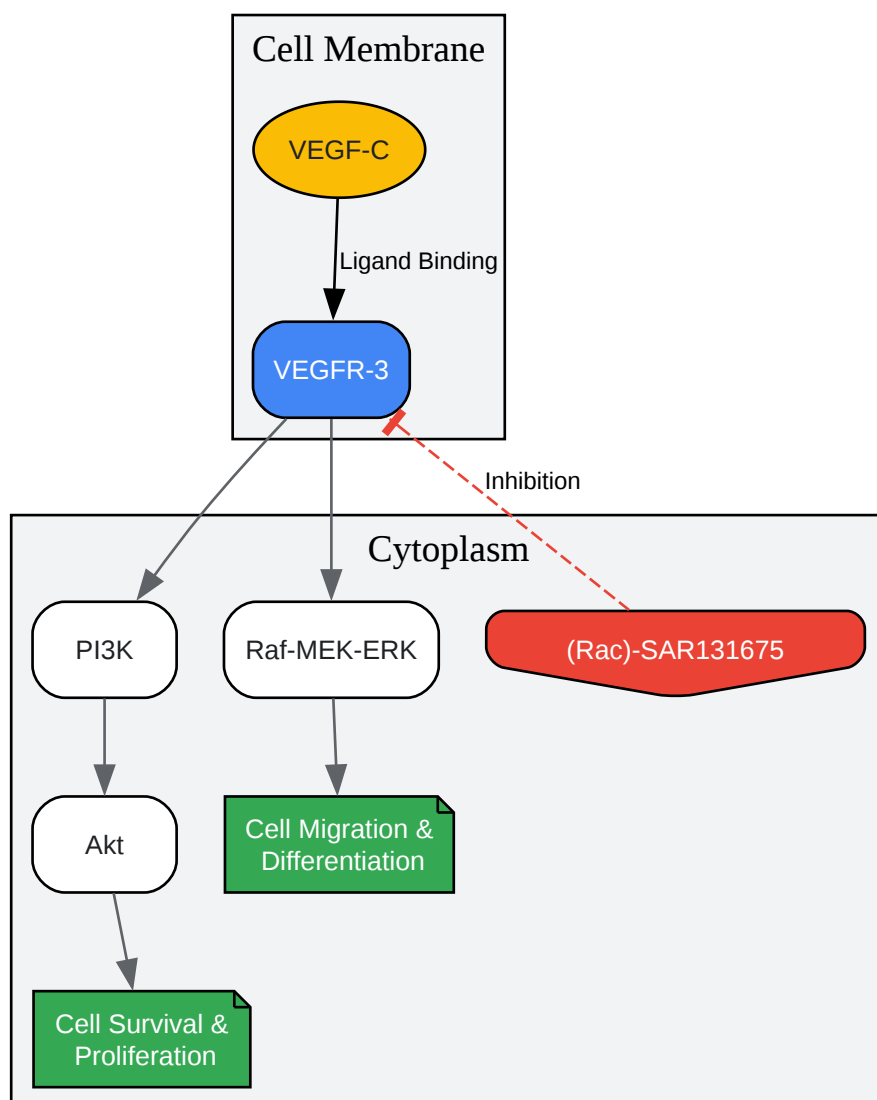 Cell Membrane
VEGF-C
Ligand Binding
VEGFR-3
Inhibition
Cytoplasm
PI3K
Raf-MEK-ERK
(Rac)-SAR131675
Akt
Cell Migration &
Differentiation
Cell Survival &
Proliferation